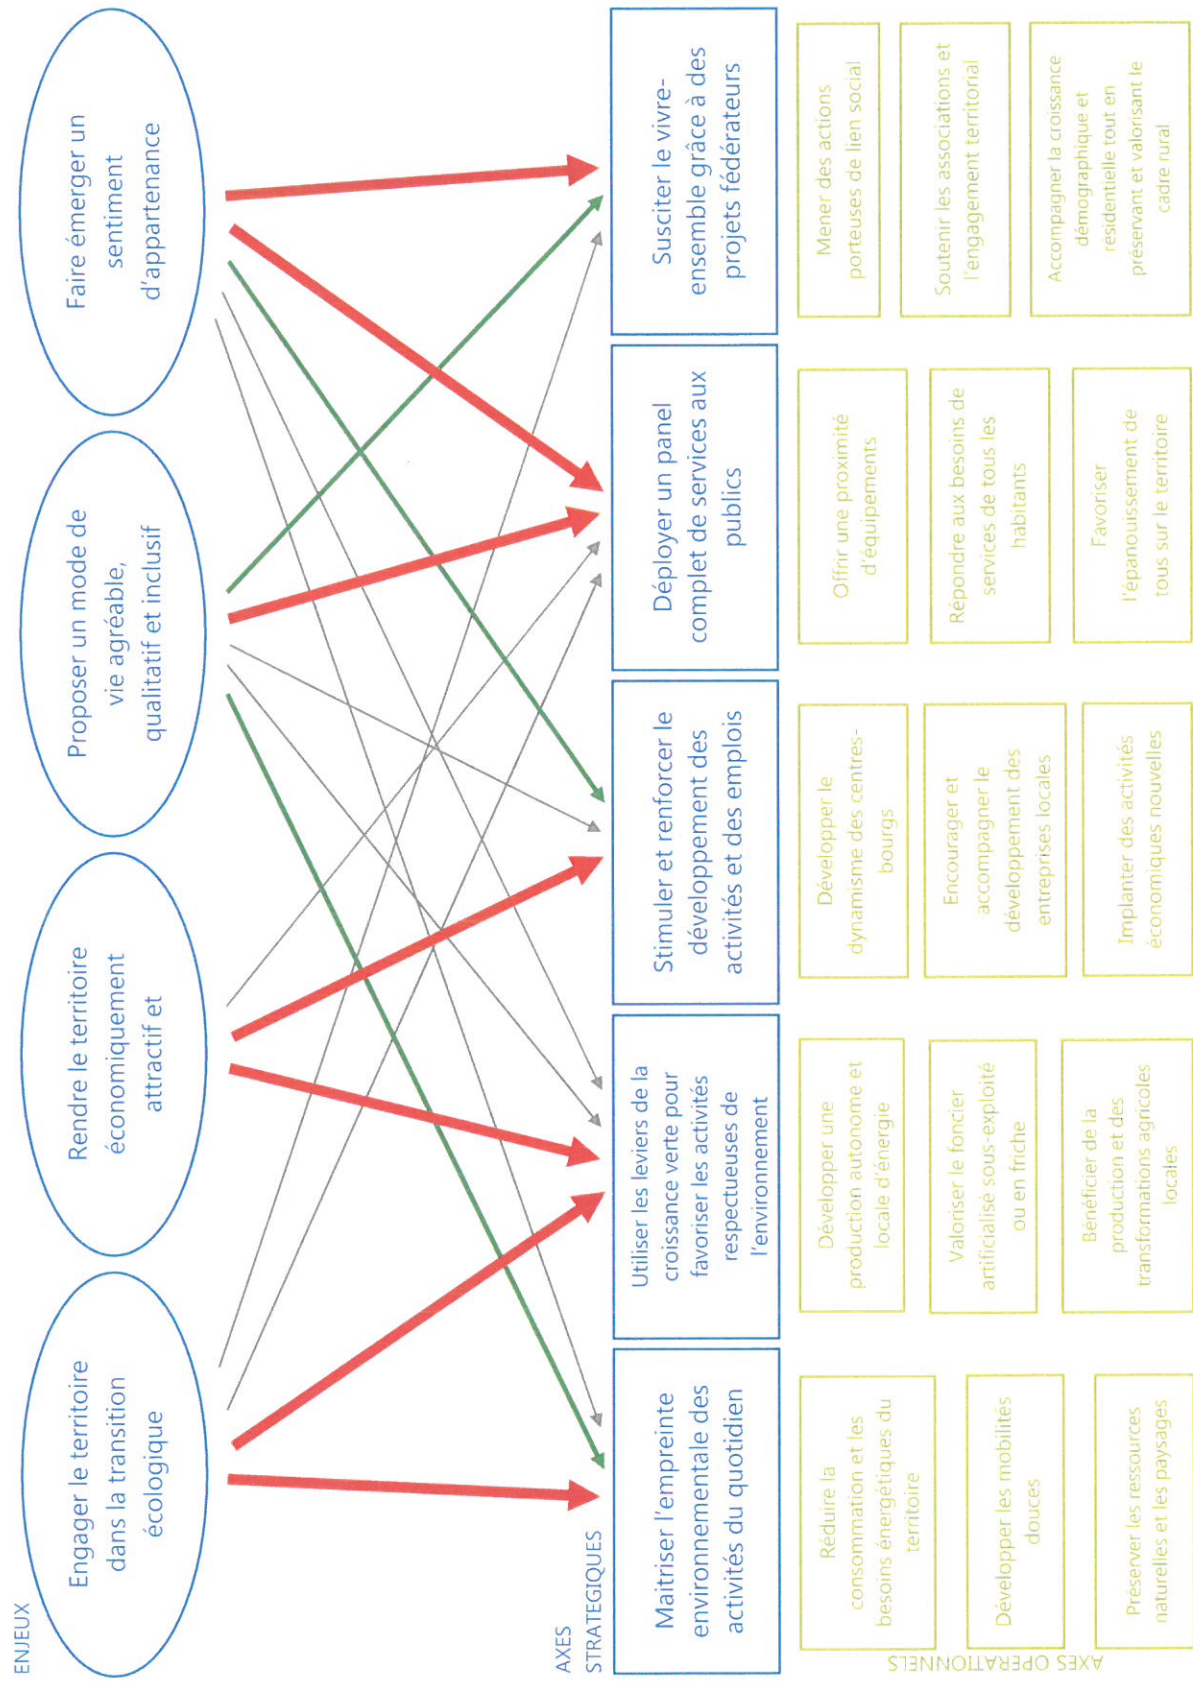 ENJEUX
Engager le territoire
dans la transition
écologique
Rendre le territoire
économiquement
attractif et
Proposer un mode de
vie agréable,
qualitatif et inclusif
Faire émerger un
sentiment
d'appartenance
AXES
STRATEGIQUES
Maitriser l'empreinte
environnementale des
activités du quotidien
Utiliser les leviers de la
croissance verte pour
favoriser les activités
respectueuses de
l'environnement
Stimuler et renforcer le
développement des
activités et des emplois
Déployer un panel
complet de services aux
publics
Susciter le vivre-
ensemble grâce à des
projets fédérateurs
AXES OPERATIONNELS
Réduire la
consommation et les
besoins énergétiques du
territoire
Développer les mobilités
douces
Préserver les ressources
naturelles et les paysages
Développer une
production autonome et
locale d'énergie
Valoriser le foncier
artificialisé sous-exploité
ou en friche
Bénéficier de la
production et des
transformations agricoles
locales
Développer le
dynamisme des centres-
bourgs
Encourager et
accompagner le
développement des
entreprises locales
Implanter des activités
économiques nouvelles
Offrir une proximité
d'équipements
Répondre aux besoins de
services de tous les
habitants
Favoriser
l'épanouissement de
tous sur le territoire
Mener des actions
porteuses de lien social
Soutenir les associations et
l'engagement territorial
Accompagner la croissance
démographique et
résidentielle tout en
préservant et valorisant le
cadre rural